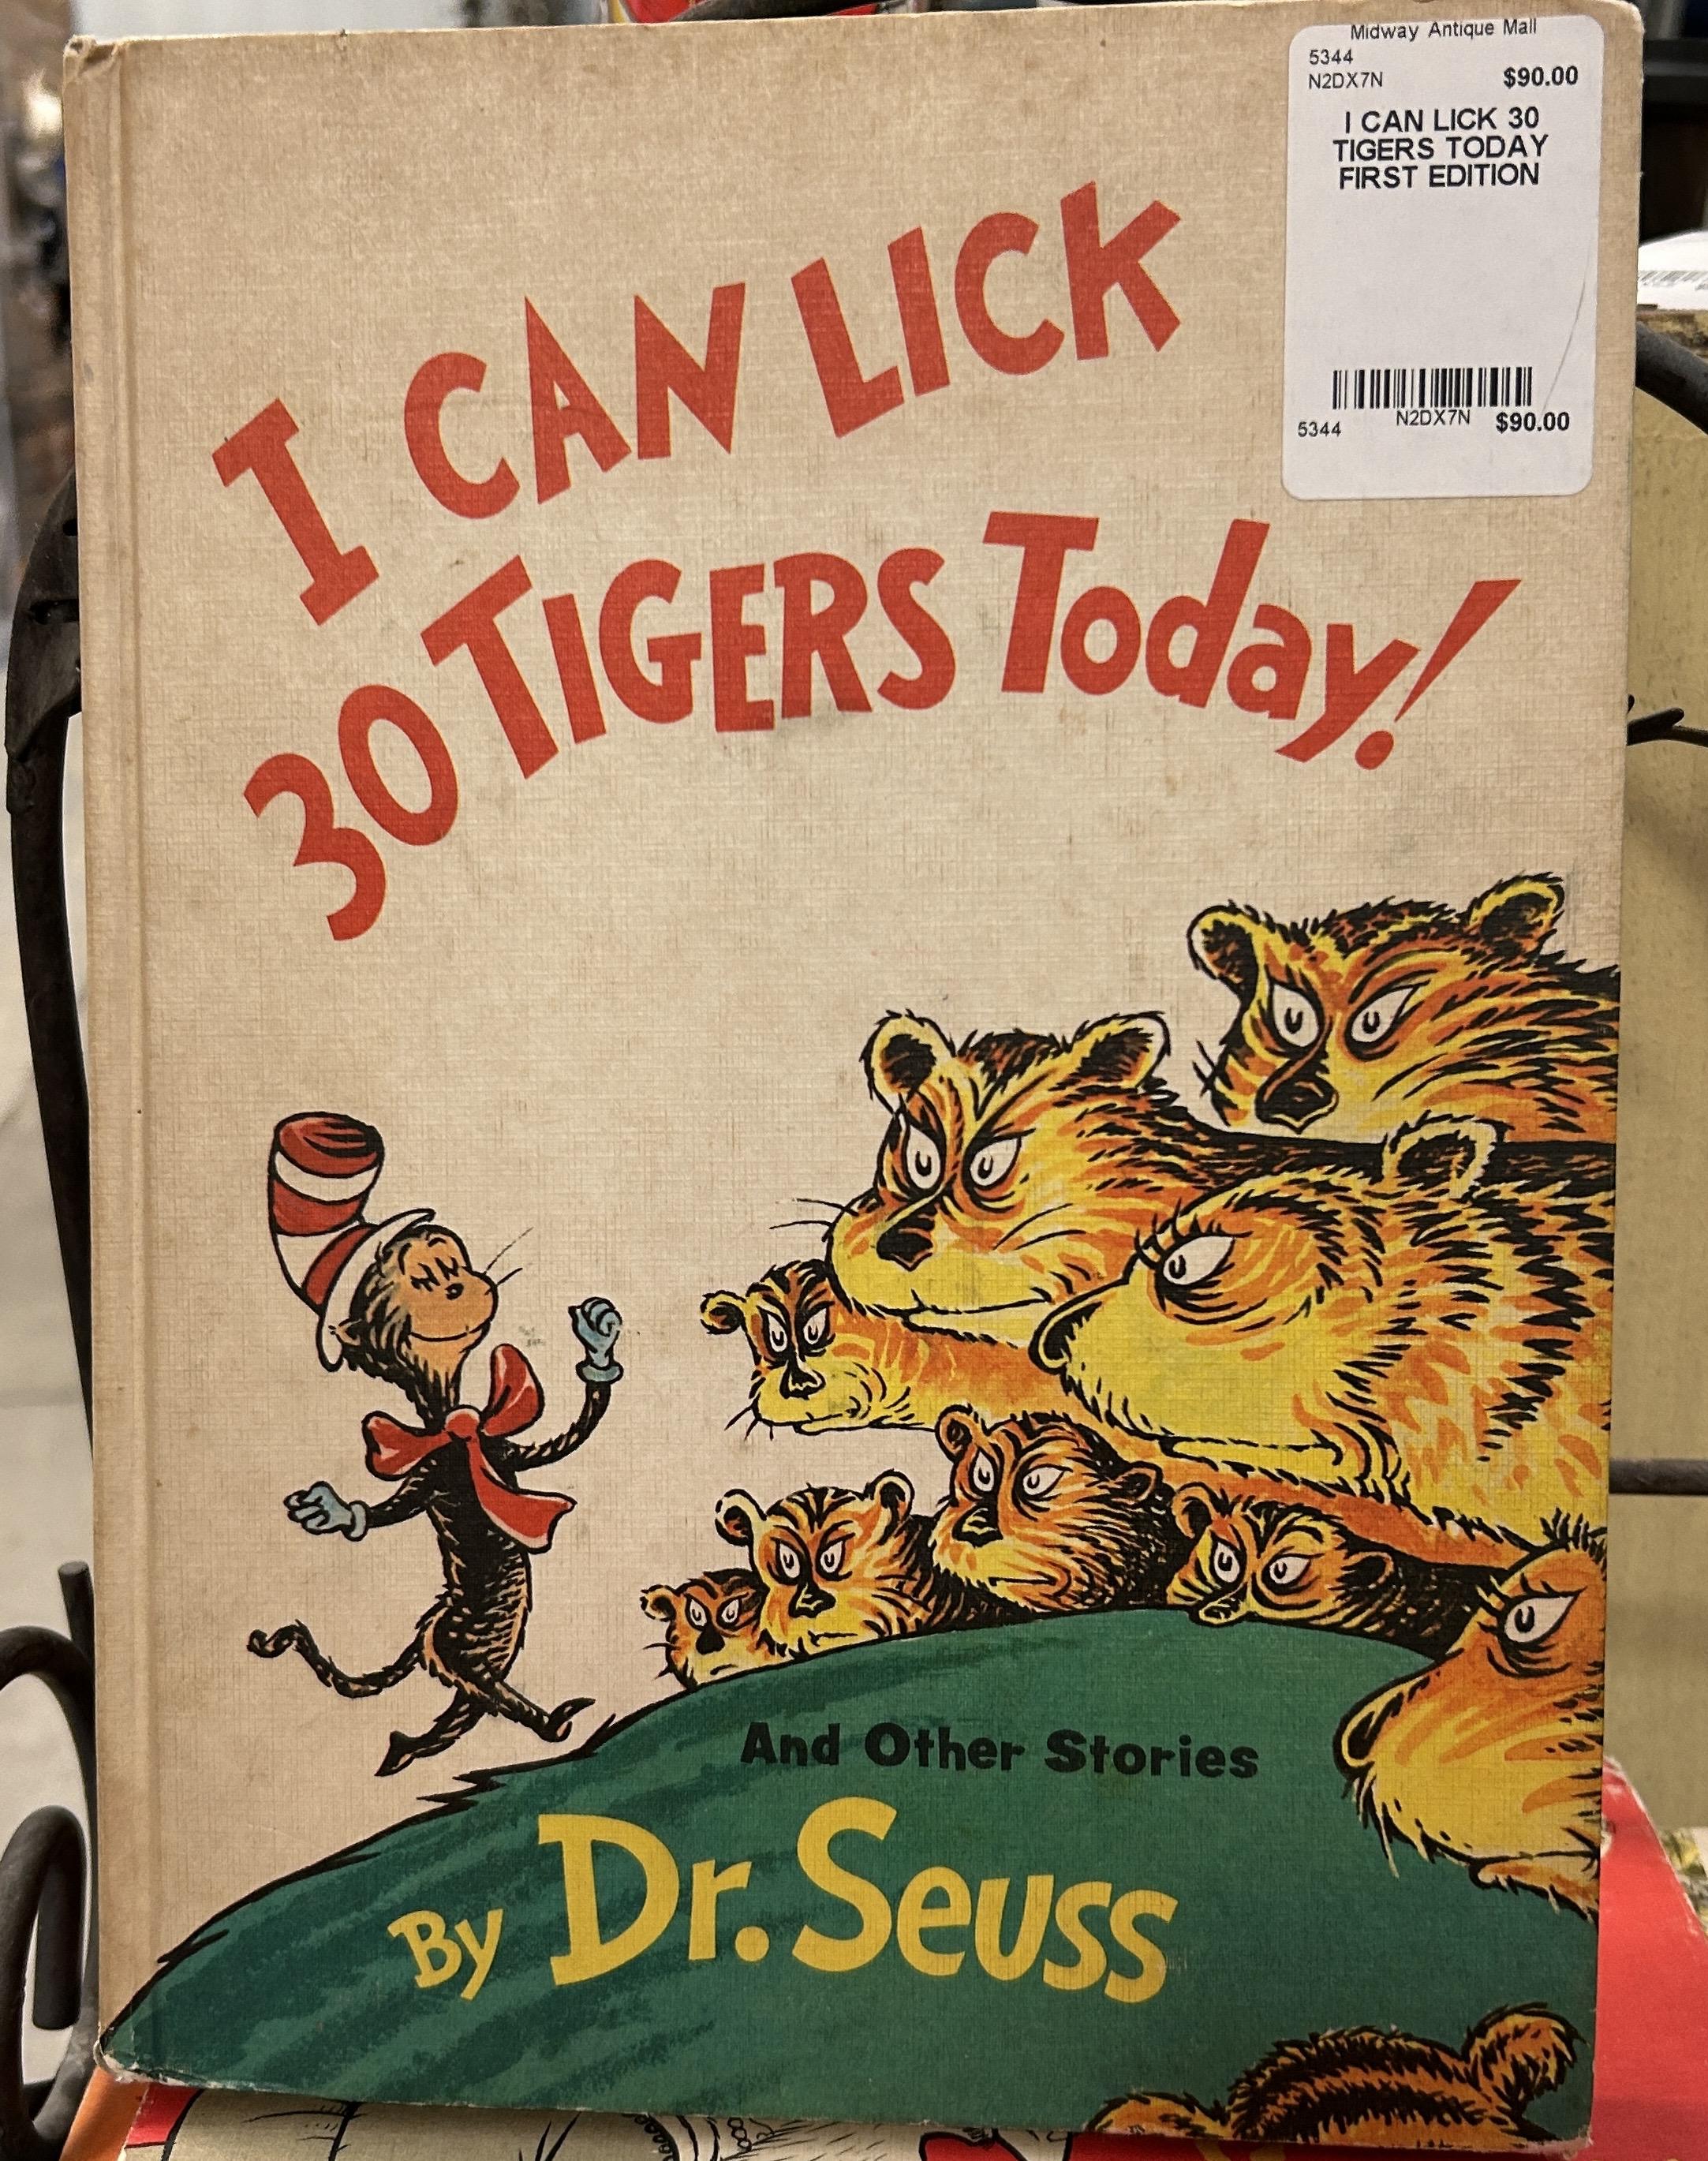 Midway Antique Mall
5344
N2DX7N $90.00
I CAN LICK 30
TIGERS TODAY
FIRST EDITION
5344 N2DX7N $90.00
I CAN LICK
30 TIGERS Today!
And Other Stories
By Dr. Seuss